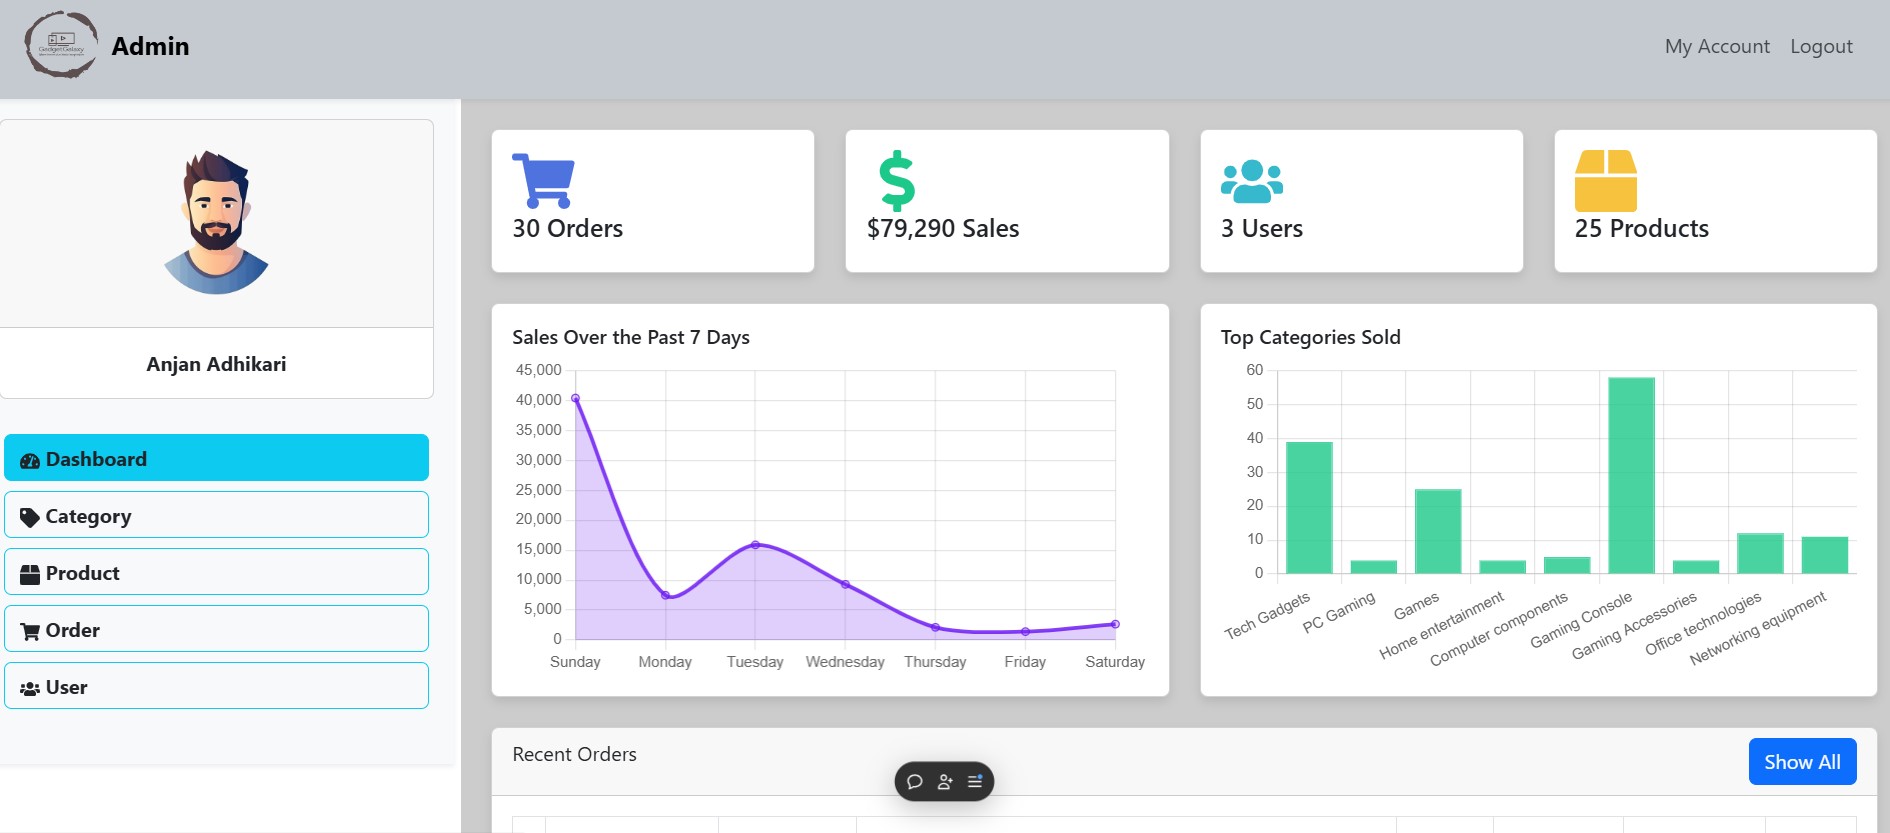 GadgetGalaxy
Admin
My Account
Logout
Anjan Adhikari
Dashboard
Category
Product
Order
User
30 Orders
$79,290 Sales
3 Users
25 Products
Sales Over the Past 7 Days
45,000
40,000
35,000
30,000
25,000
20,000
15,000
10,000
5,000
0
Sunday Monday Tuesday Wednesday Thursday Friday Saturday
Top Categories Sold
60
50
40
30
20
10
0
Tech Gadgets
PC Gaming
Games
Home entertainment
Computer components
Gaming Console
Gaming Accessories
Office technologies
Networking equipment
Recent Orders
Show All